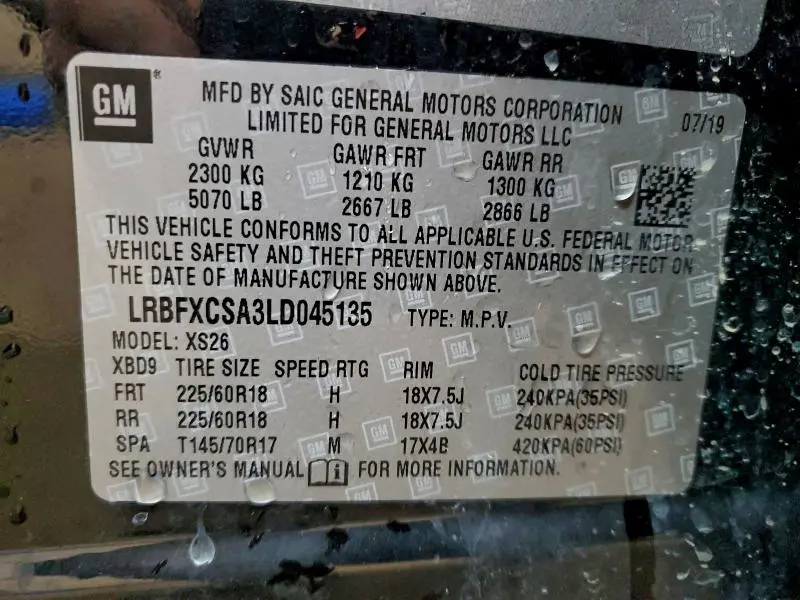 GM ®
MFD BY SAIC GENERAL MOTORS CORPORATION
LIMITED FOR GENERAL MOTORS LLC
07/19
GVWR GAWR FRT GAWR RR
2300 KG 1210 KG 1300 KG
5070 LB 2667 LB 2866 LB
THIS VEHICLE CONFORMS TO ALL APPLICABLE U.S. FEDERAL MOTOR
VEHICLE SAFETY AND THEFT PREVENTION STANDARDS IN EFFECT ON
THE DATE OF MANUFACTURE SHOWN ABOVE.
LRBFXCSA3LD045135 TYPE: M.P.V.
MODEL: XS26
XBD9 TIRE SIZE SPEED RTG RIM COLD TIRE PRESSURE
FRT 225/60R18 H 18X7.5J 240KPA(35PSI)
RR 225/60R18 H 18X7.5J 240KPA(35PSI)
SPA T145/70R17 M 17X4B 420KPA(60PSI)
SEE OWNER'S MANUAL i FOR MORE INFORMATION.